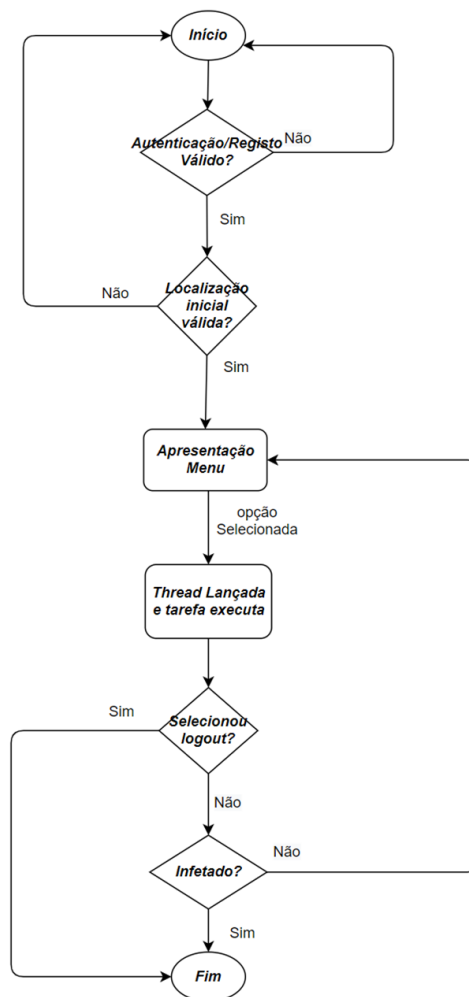 Início
Autenticação/Registo
Válido?
Não
Sim
Localização
inicial
válida?
Não
Sim
Apresentação
Menu
opção
Selecionada
Thread Lançada
e tarefa executa
Sim
Selecionou
logout?
Não
Infetado?
Não
Sim
Fim